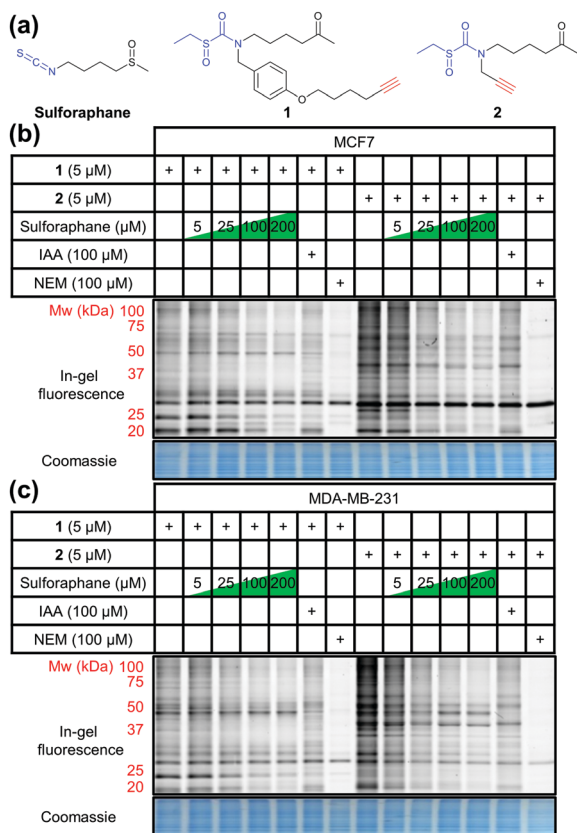 (a)
S
C
N
O
S
Sulforaphane
O
S
O
N
O
O
1
O
S
O
N
O
2
(b)
MCF7
1 (5 µM) + + + + + + +
2 (5 µM) + + + + + + +
Sulforaphane (µM) 5 25 100 200 5 25 100 200
IAA (100 µM) + +
NEM (100 µM) + +
Mw (kDa) 100
75
50
37
25
20
In-gel
fluorescence
Coomassie
(c)
MDA-MB-231
1 (5 µM) + + + + + + +
2 (5 µM) + + + + + + +
Sulforaphane (µM) 5 25 100 200 5 25 100 200
IAA (100 µM) + +
NEM (100 µM) + +
Mw (kDa) 100
75
50
37
25
20
In-gel
fluorescence
Coomassie